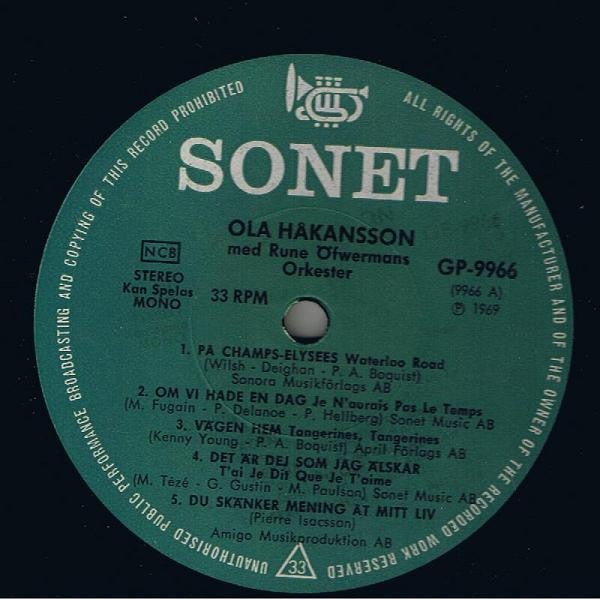 UNAUTHORISED PUBLIC PERFORMANCE BROADCASTING AND COPYING OF THIS RECORD PROHIBITED
ALL RIGHTS OF THE MANUFACTURER AND OF THE OWNER OF THE RECORDED WORK RESERVED
SONET
OLA HÅKANSSON
med Rune Öfwermans
Orkester
NCB
STEREO
Kan Spelas
MONO
33 RPM
GP-9966
(9966 A)
Ⓟ 1969
1. PÅ CHAMPS-ELYSEES Waterloo Road
(Wilsh - Deighan - P. A. Boquist)
Sonora Musikförlags AB
2. OM VI HADE EN DAG Je N'aurais Pas Le Temps
(M. Fugain - P. Delanoe - P. Hellberg) Sonet Music AB
3. VÄGEN HEM Tangerines, Tangerines
(Kenny Young - P. A. Boquist) April Förlags AB
4. DET ÄR DEJ SOM JAG ÄLSKAR
T'ai Je Dit Que Je T'aime
(M. Tézé - G. Gustin - M. Paulson) Sonet Music AB
5. DU SKÄNKER MENING ÅT MITT LIV
(Pierre Isacsson)
Amigo Musikproduktion AB
33